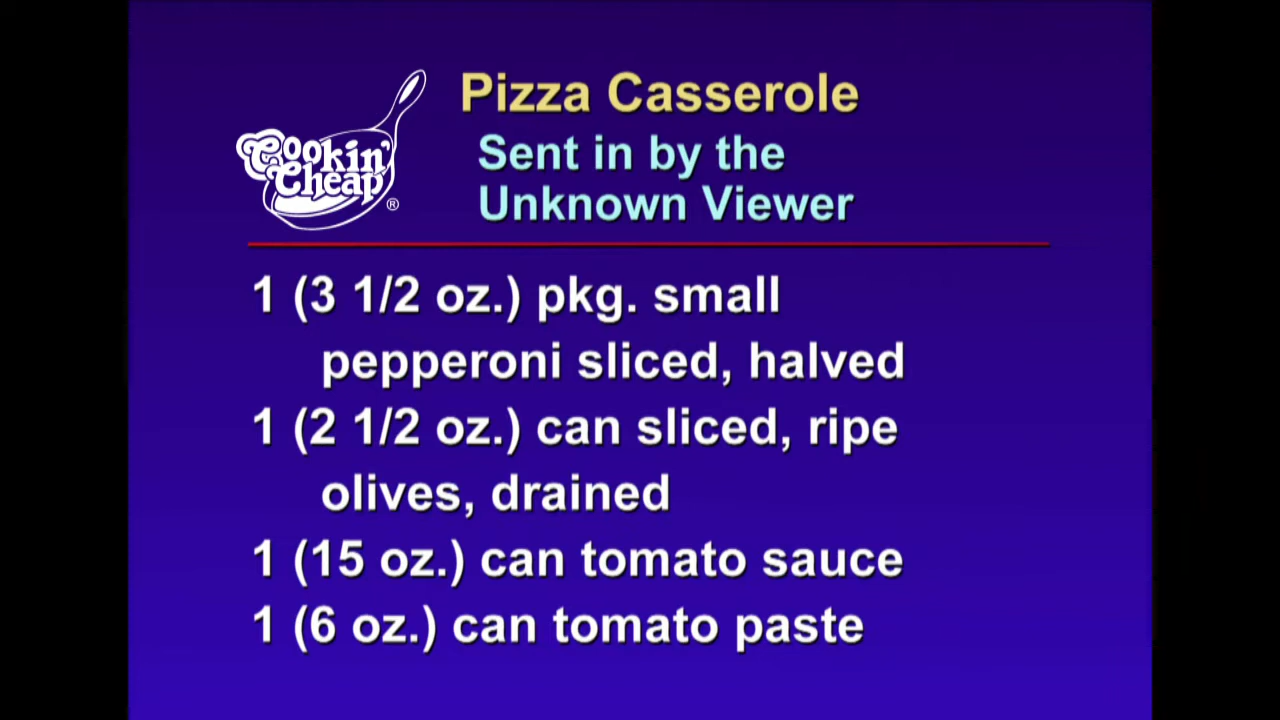 Cookin'
Cheap
®
Pizza Casserole
Sent in by the
Unknown Viewer
1 (3 1/2 oz.) pkg. small
pepperoni sliced, halved
1 (2 1/2 oz.) can sliced, ripe
olives, drained
1 (15 oz.) can tomato sauce
1 (6 oz.) can tomato paste